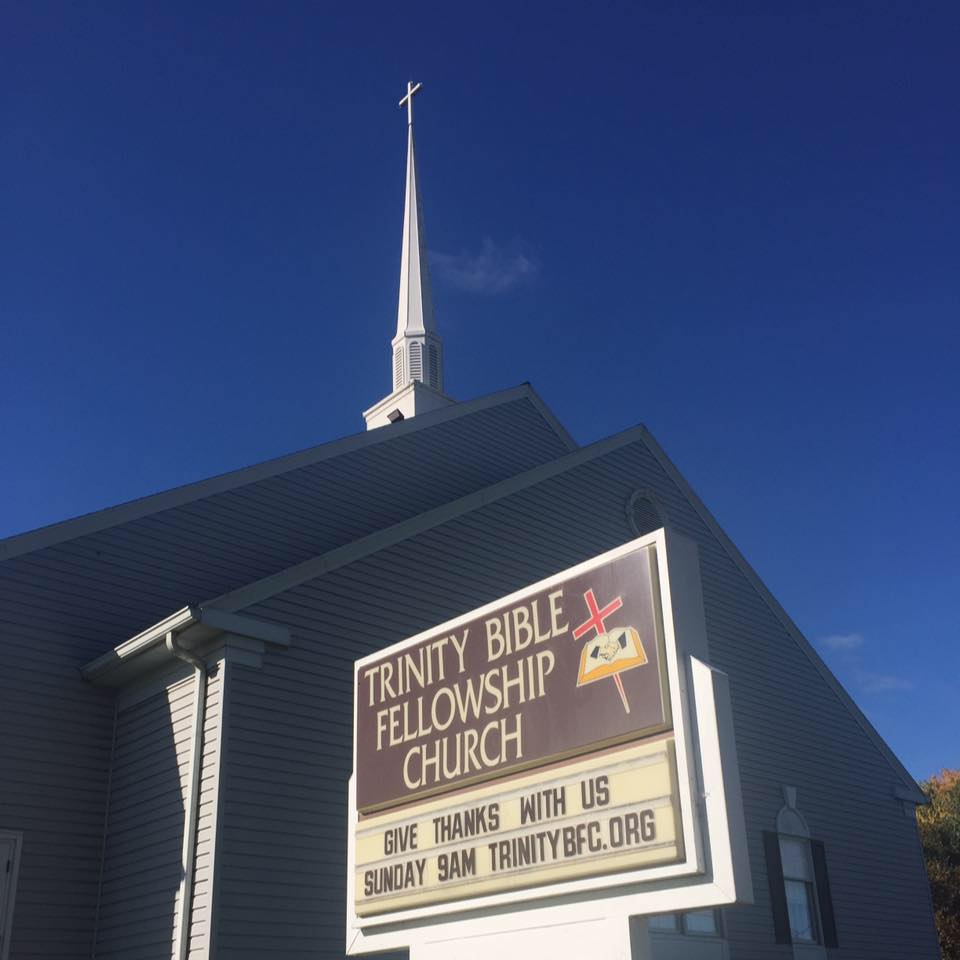 TRINITY BIBLE
FELLOWSHIP
CHURCH
GIVE THANKS WITH US
SUNDAY 9AM TRINITYBFC.ORG